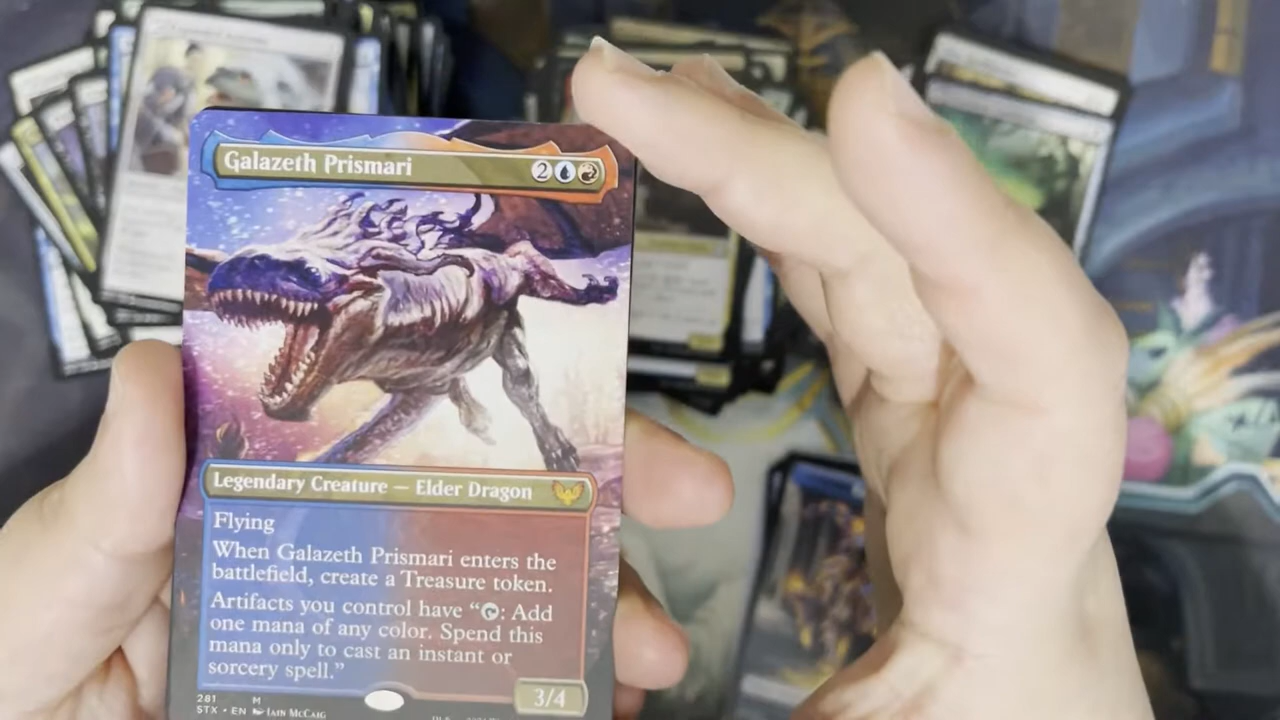 Galazeth Prismari 2
Legendary Creature — Elder Dragon
Flying
When Galazeth Prismari enters the
battlefield, create a Treasure token.
Artifacts you control have “: Add
one mana of any color. Spend this
mana only to cast an instant or
sorcery spell.”
3/4
281 M
STX • EN IAIN MCCAIG